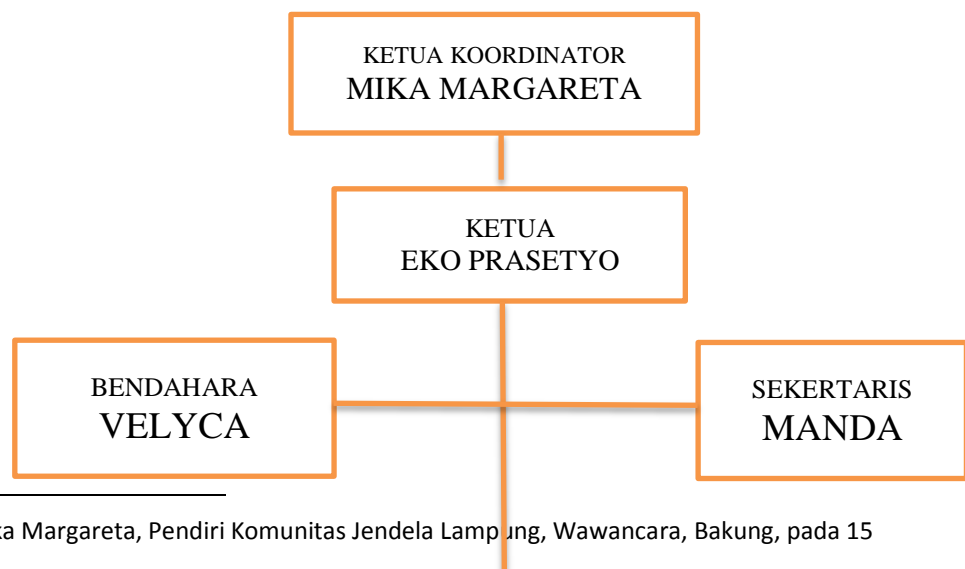 KETUA KOORDINATOR
MIKA MARGARETA
KETUA
EKO PRASETYO
BENDAHARA
VELYCA
SEKERTARIS
MANDA
Margareta, Pendiri Komunitas Jendela Lampung, Wawancara, Bakung, pada 15